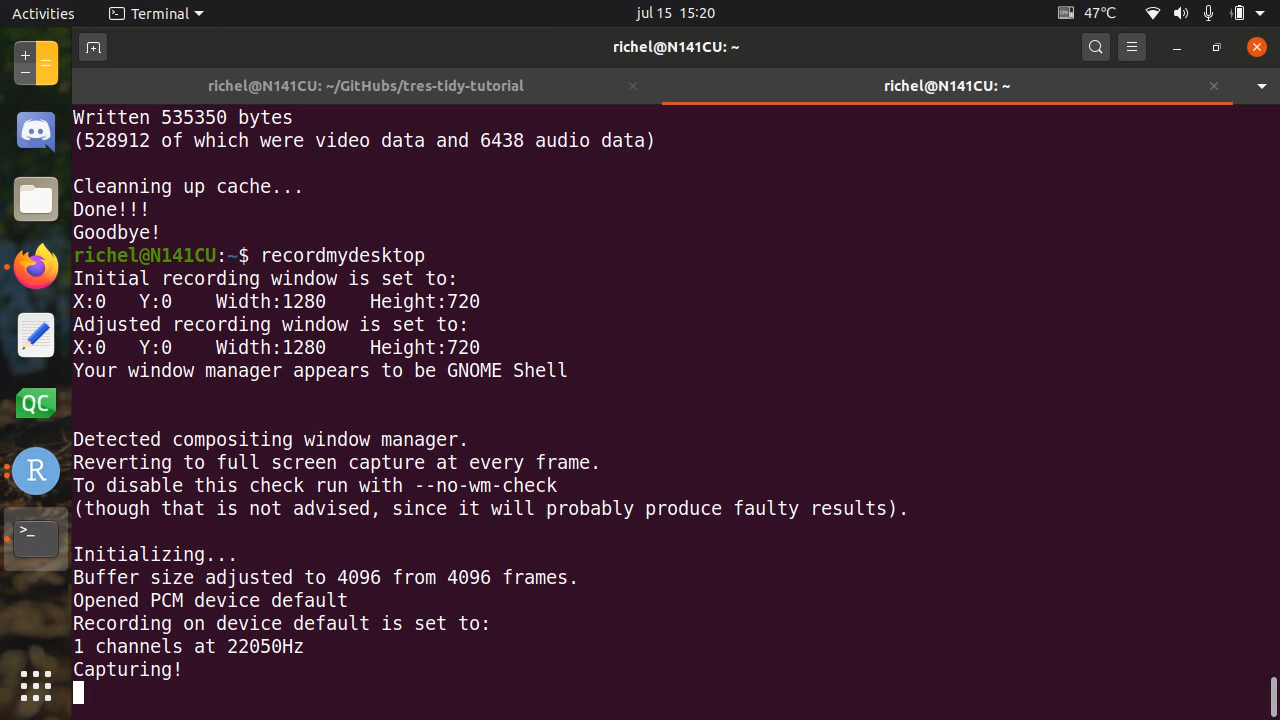 Activities
Terminal
jul 15 15:20
47°C
richel@N141CU: ~
richel@N141CU: ~/GitHubs/tres-tidy-tutorial
richel@N141CU: ~
Written 535350 bytes
(528912 of which were video data and 6438 audio data)
Cleanning up cache...
Done!!!
Goodbye!
richel@N141CU:~$ recordmydesktop
Initial recording window is set to:
X:0   Y:0    Width:1280    Height:720
Adjusted recording window is set to:
X:0   Y:0    Width:1280    Height:720
Your window manager appears to be GNOME Shell
Detected compositing window manager.
Reverting to full screen capture at every frame.
To disable this check run with --no-wm-check
(though that is not advised, since it will probably produce faulty results).
Initializing...
Buffer size adjusted to 4096 from 4096 frames.
Opened PCM device default
Recording on device default is set to:
1 channels at 22050Hz
Capturing!
QC
R
>_